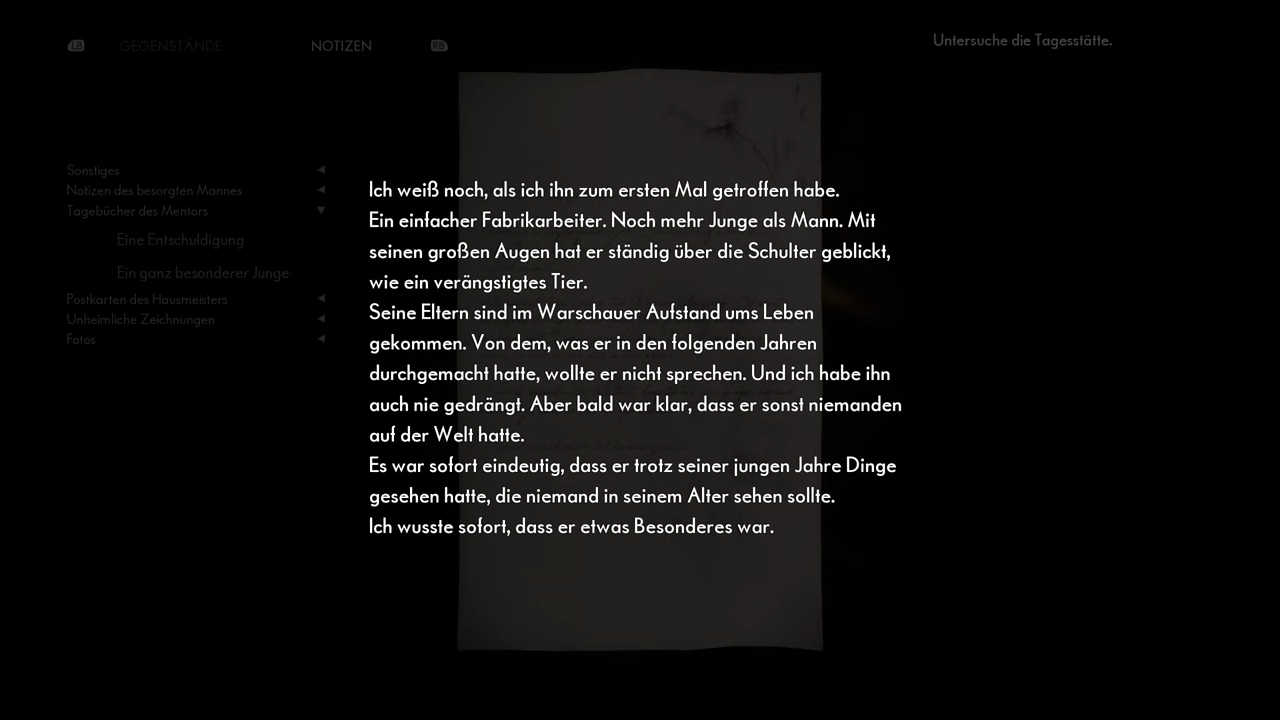 LB GEGENSTÄNDE NOTIZEN RB
Untersuche die Tagesstätte.
Sonstiges
Notizen des besorgten Mannes
Tagebücher des Mentors
Eine Entschuldigung
Ein ganz besonderer Junge
Postkarten des Hausmeisters
Unheimliche Zeichnungen
Fotos
Ich weiß noch, als ich ihn zum ersten Mal getroffen habe.
Ein einfacher Fabrikarbeiter. Noch mehr Junge als Mann. Mit
seinen großen Augen hat er ständig über die Schulter geblickt,
wie ein verängstigtes Tier.
Seine Eltern sind im Warschauer Aufstand ums Leben
gekommen. Von dem, was er in den folgenden Jahren
durchgemacht hatte, wollte er nicht sprechen. Und ich habe ihn
auch nie gedrängt. Aber bald war klar, dass er sonst niemanden
auf der Welt hatte.
Es war sofort eindeutig, dass er trotz seiner jungen Jahre Dinge
gesehen hatte, die niemand in seinem Alter sehen sollte.
Ich wusste sofort, dass er etwas Besonderes war.